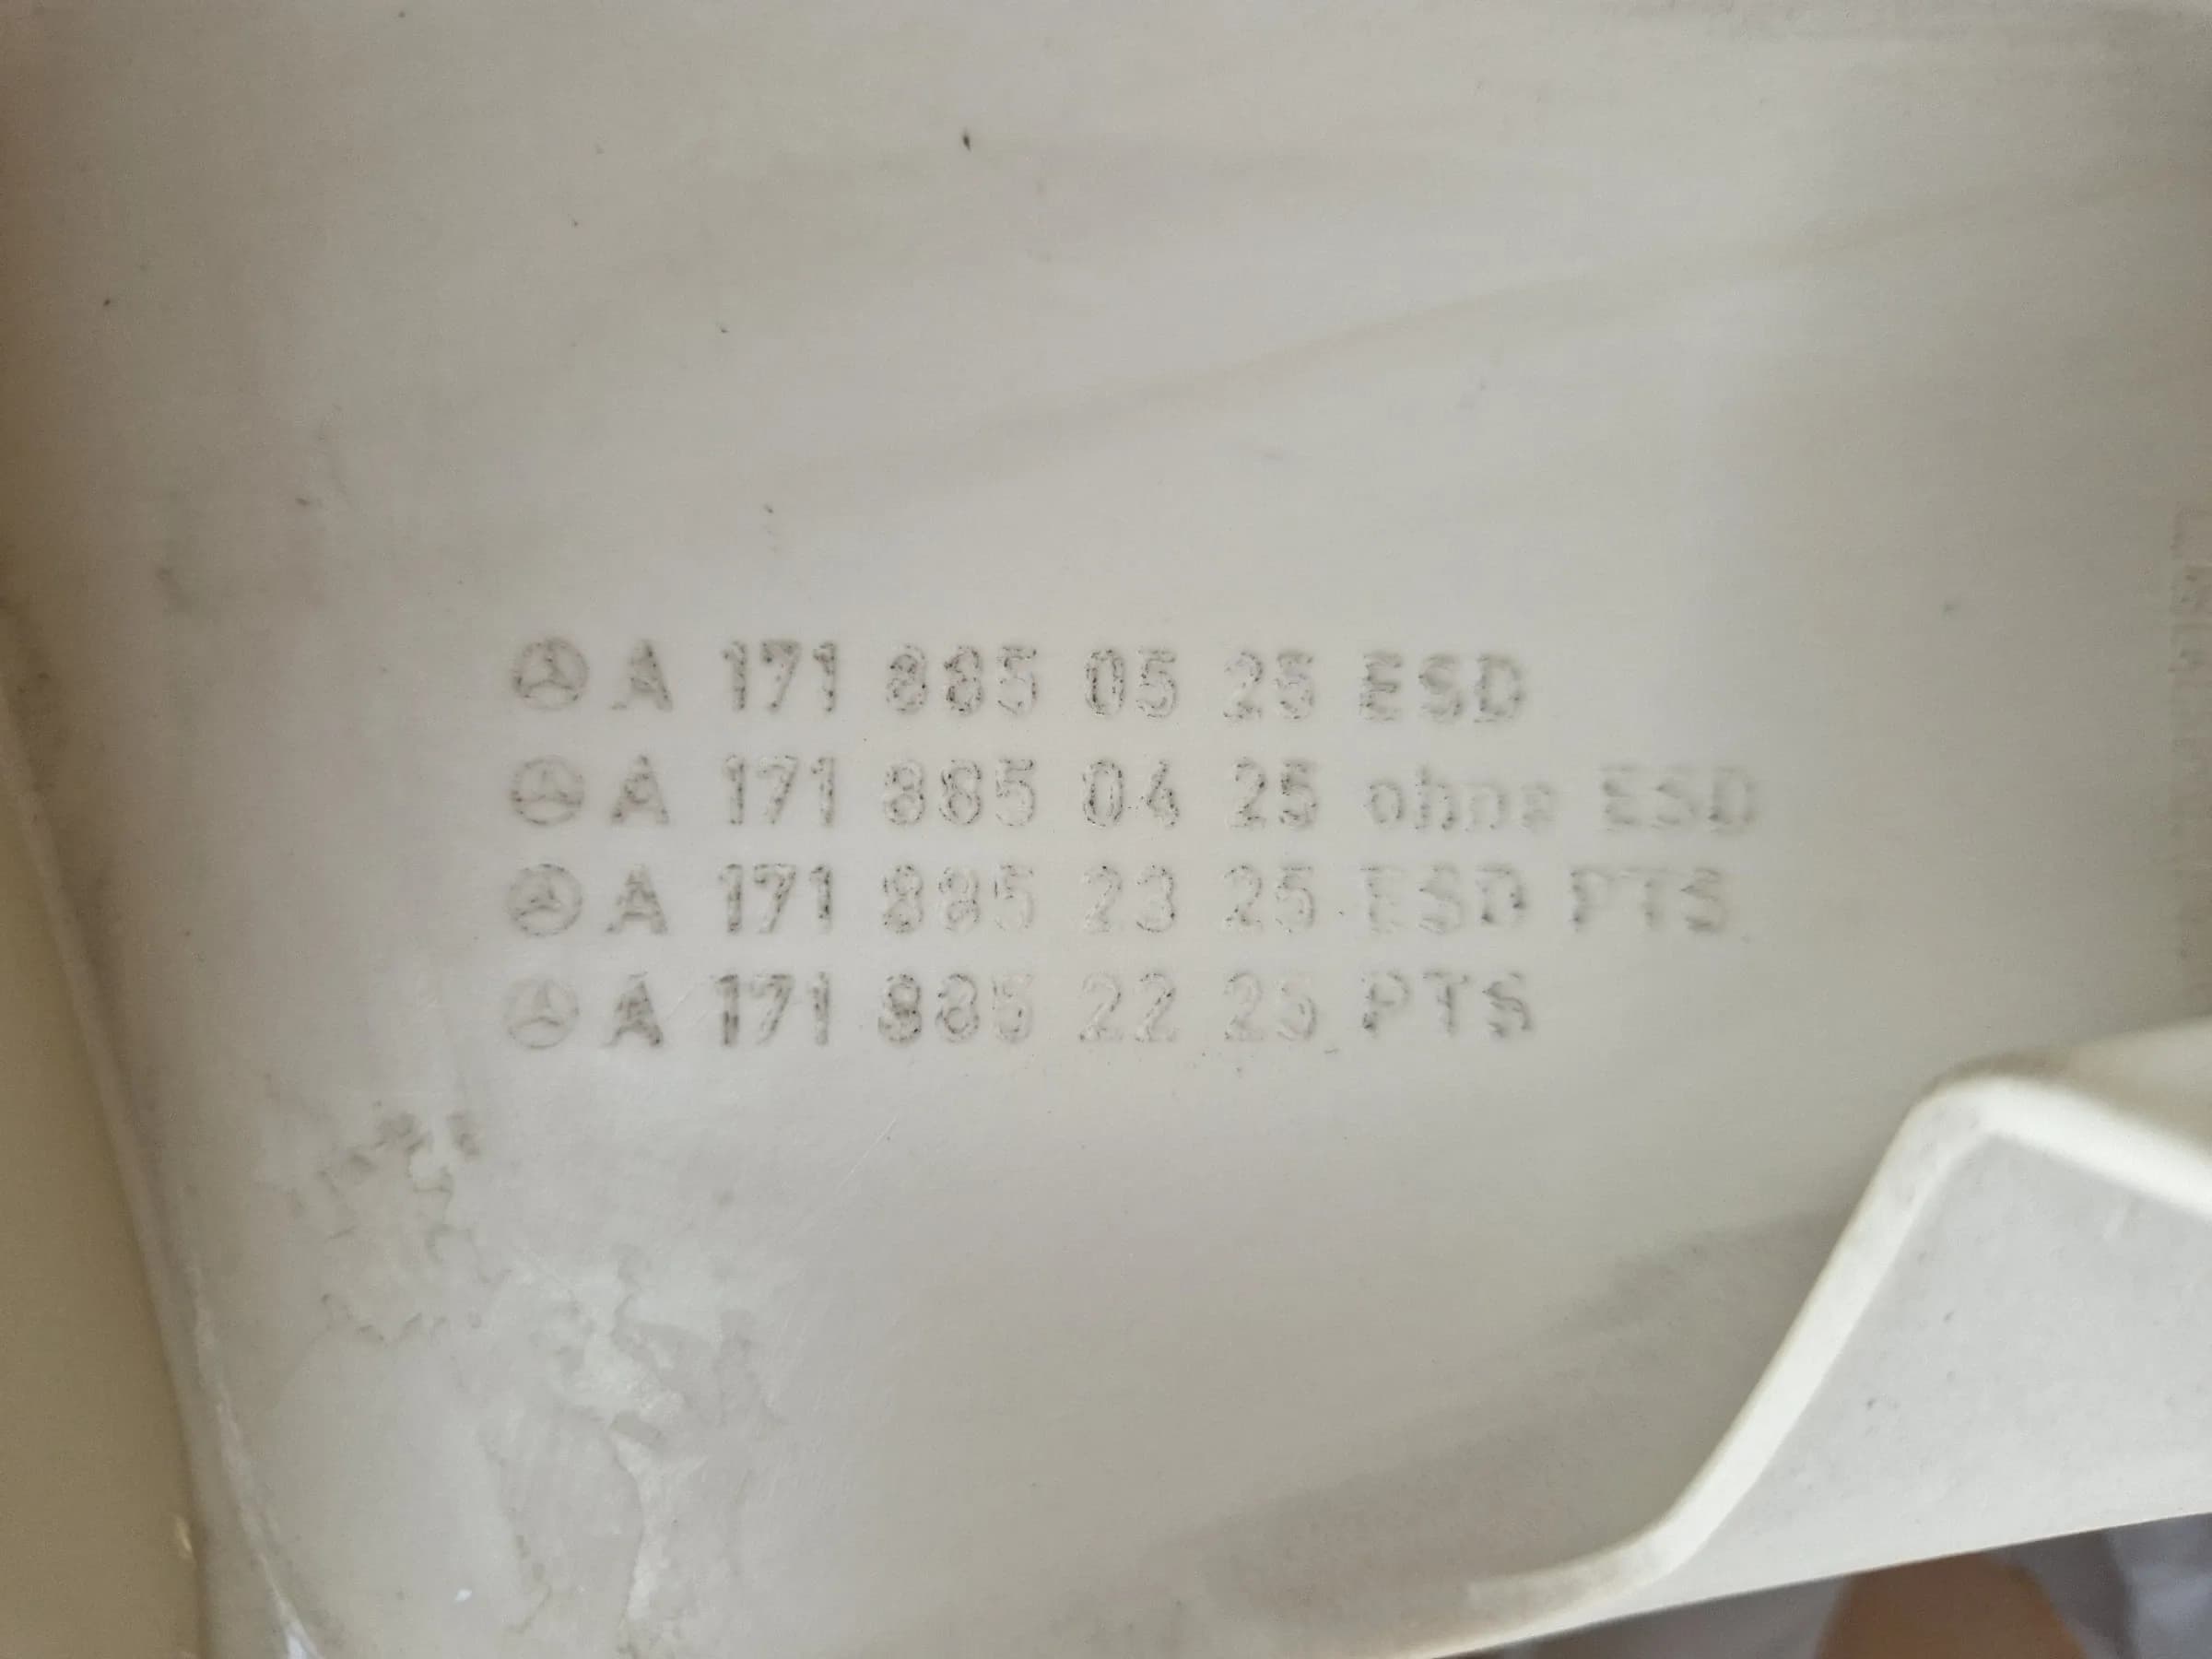 A 171 885 05 25 ESD
A 171 885 04 25 ohne ESD
A 171 885 23 25 ESD PTS
A 171 885 22 25 PTS